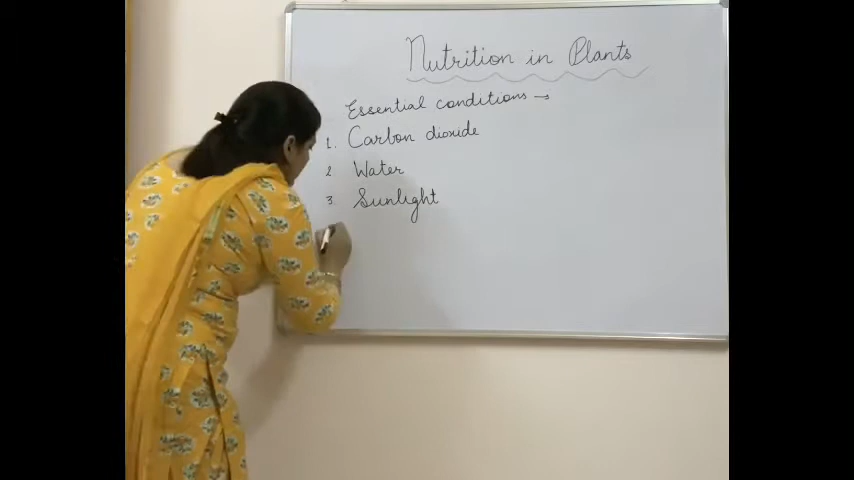 Nutrition in Plants
Essential conditions →
1. Carbon dioxide
2 Water
3. Sunlight